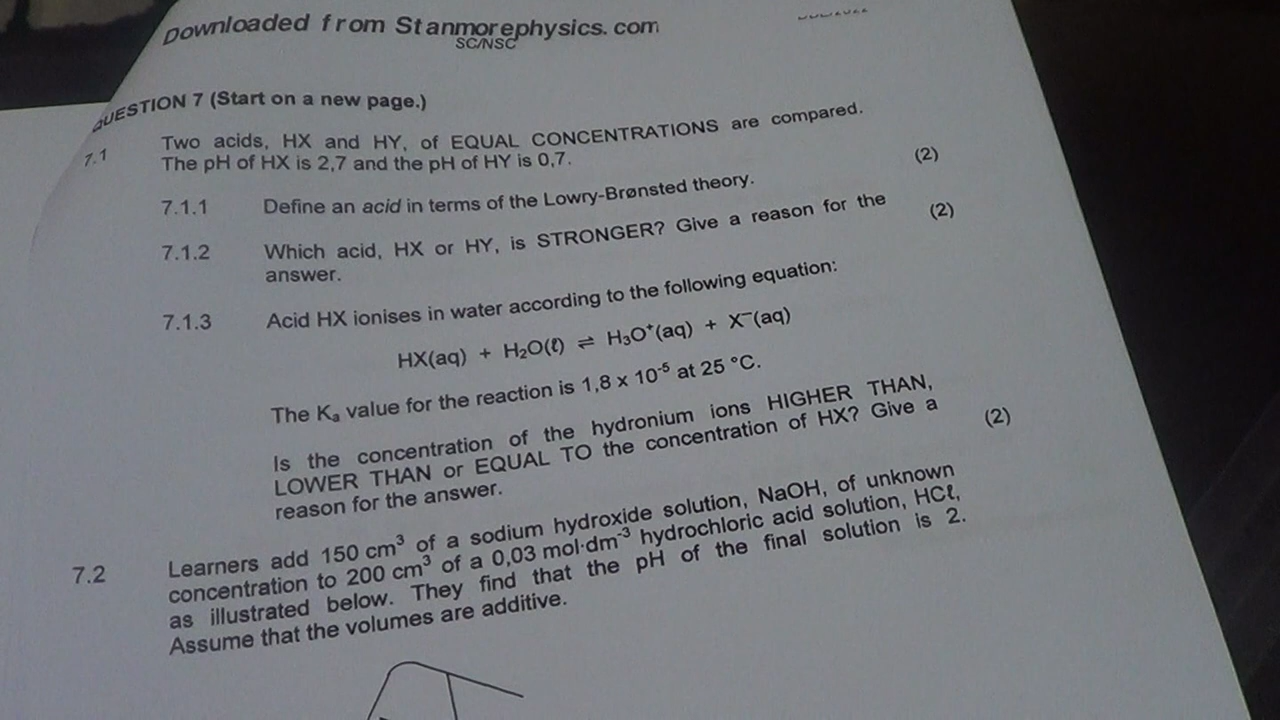 Downloaded from Stanmorephysics.com
SC/NSC
QUESTION 7 (Start on a new page.)
7.1 Two acids, HX and HY, of EQUAL CONCENTRATIONS are compared.
The pH of HX is 2,7 and the pH of HY is 0,7.
7.1.1 Define an acid in terms of the Lowry-Brønsted theory. (2)
7.1.2 Which acid, HX or HY, is STRONGER? Give a reason for the
answer. (2)
7.1.3 Acid HX ionises in water according to the following equation:
HX(aq) + H₂O(ℓ) ⇌ H₃O⁺(aq) + X⁻(aq)
The Kₐ value for the reaction is 1,8 x 10⁻⁵ at 25 °C.
Is the concentration of the hydronium ions HIGHER THAN,
LOWER THAN or EQUAL TO the concentration of HX? Give a
reason for the answer. (2)
7.2 Learners add 150 cm³ of a sodium hydroxide solution, NaOH, of unknown
concentration to 200 cm³ of a 0,03 mol·dm⁻³ hydrochloric acid solution, HCℓ,
as illustrated below. They find that the pH of the final solution is 2.
Assume that the volumes are additive.